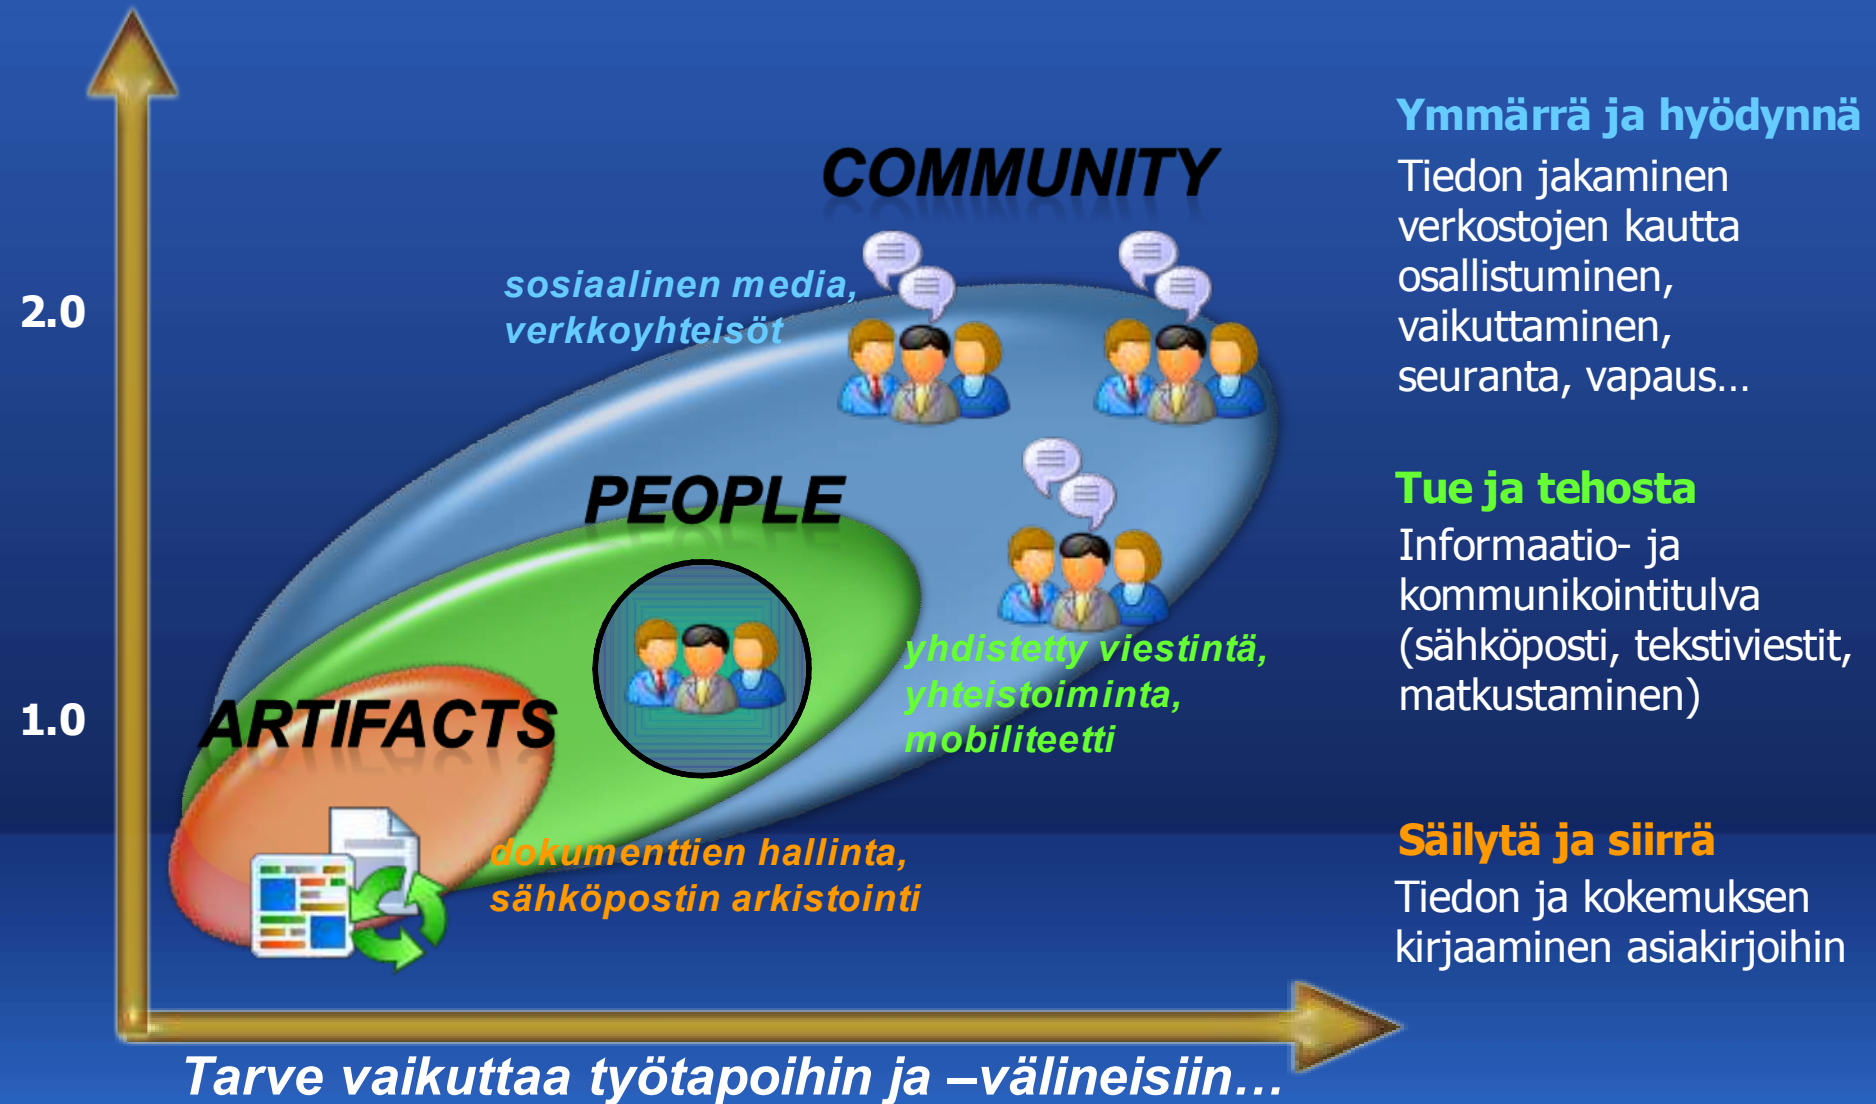 COMMUNITY
sosiaalinen media,
verkkoyhteisöt
2.0
PEOPLE
yhdistetty viestintä,
yhteistoiminta,
mobiliteetti
1.0
ARTIFACTS
dokumenttien hallinta,
sähköpostin arkistointi
Tarve vaikuttaa työtapoihin ja –välineisiin…
Ymmärrä ja hyödynnä
Tiedon jakaminen
verkostojen kautta
osallistuminen,
vaikuttaminen,
seuranta, vapaus…
Tue ja tehosta
Informaatio- ja
kommunikointitulva
(sähköposti, tekstiviestit,
matkustaminen)
Säilytä ja siirrä
Tiedon ja kokemuksen
kirjaaminen asiakirjoihin